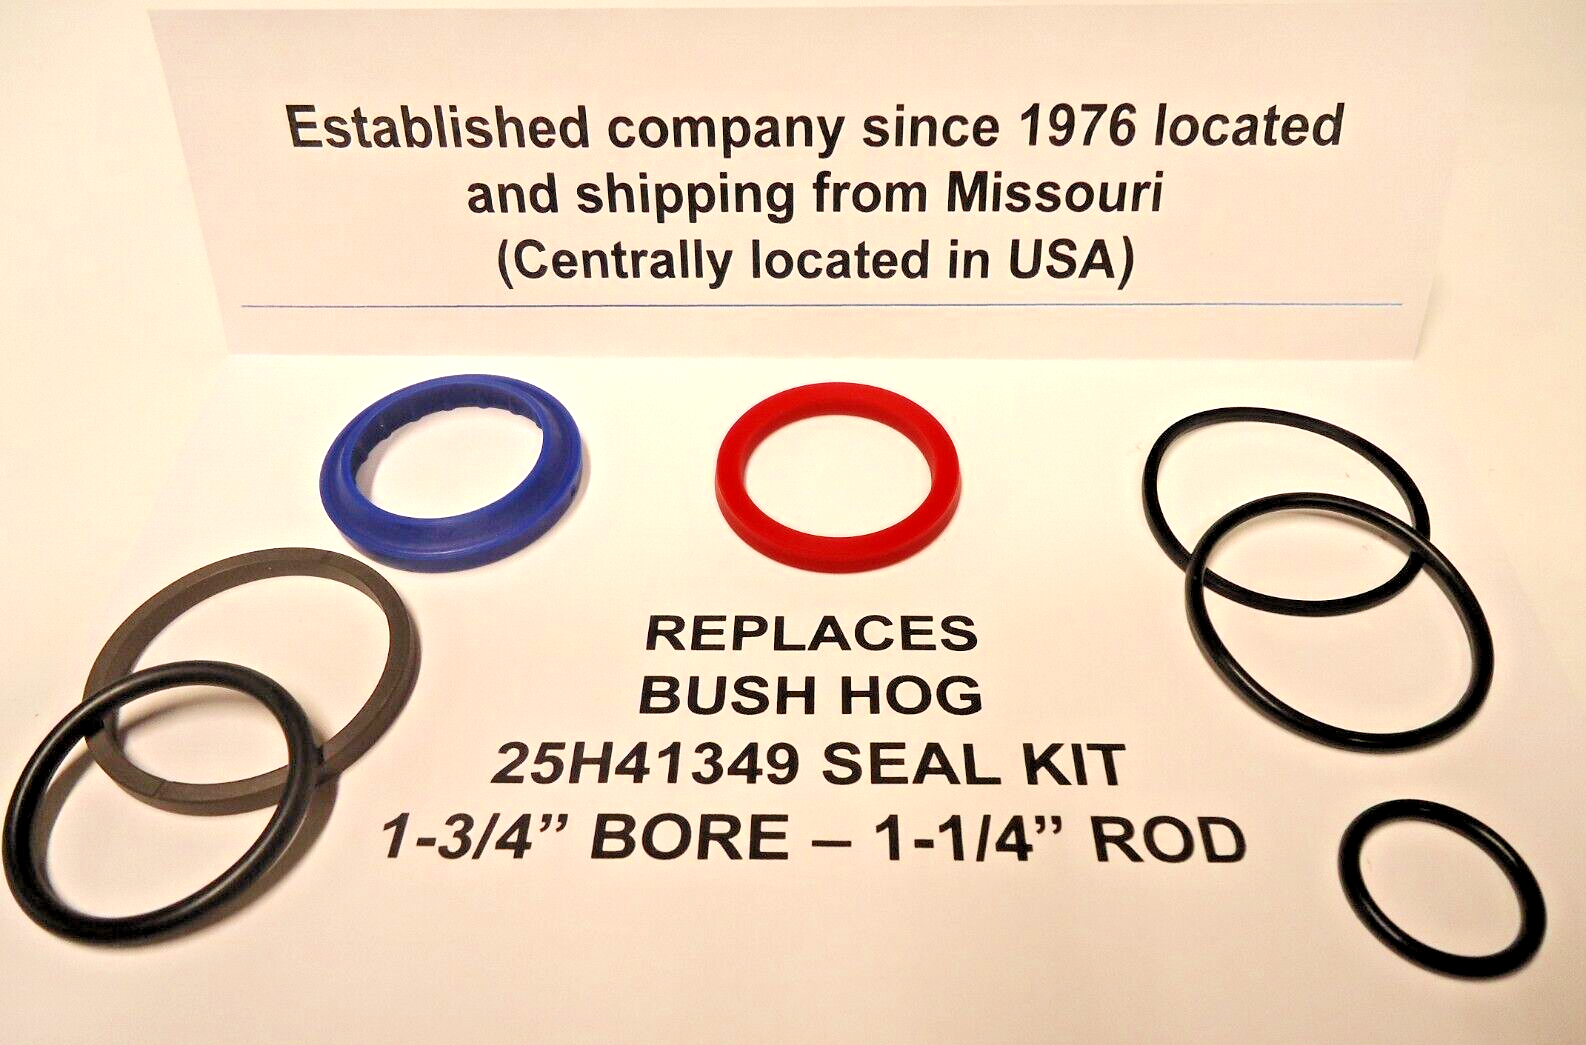 Established company since 1976 located
and shipping from Missouri
(Centrally located in USA)
REPLACES
BUSH HOG
25H41349 SEAL KIT
1-3/4” BORE – 1-1/4” ROD